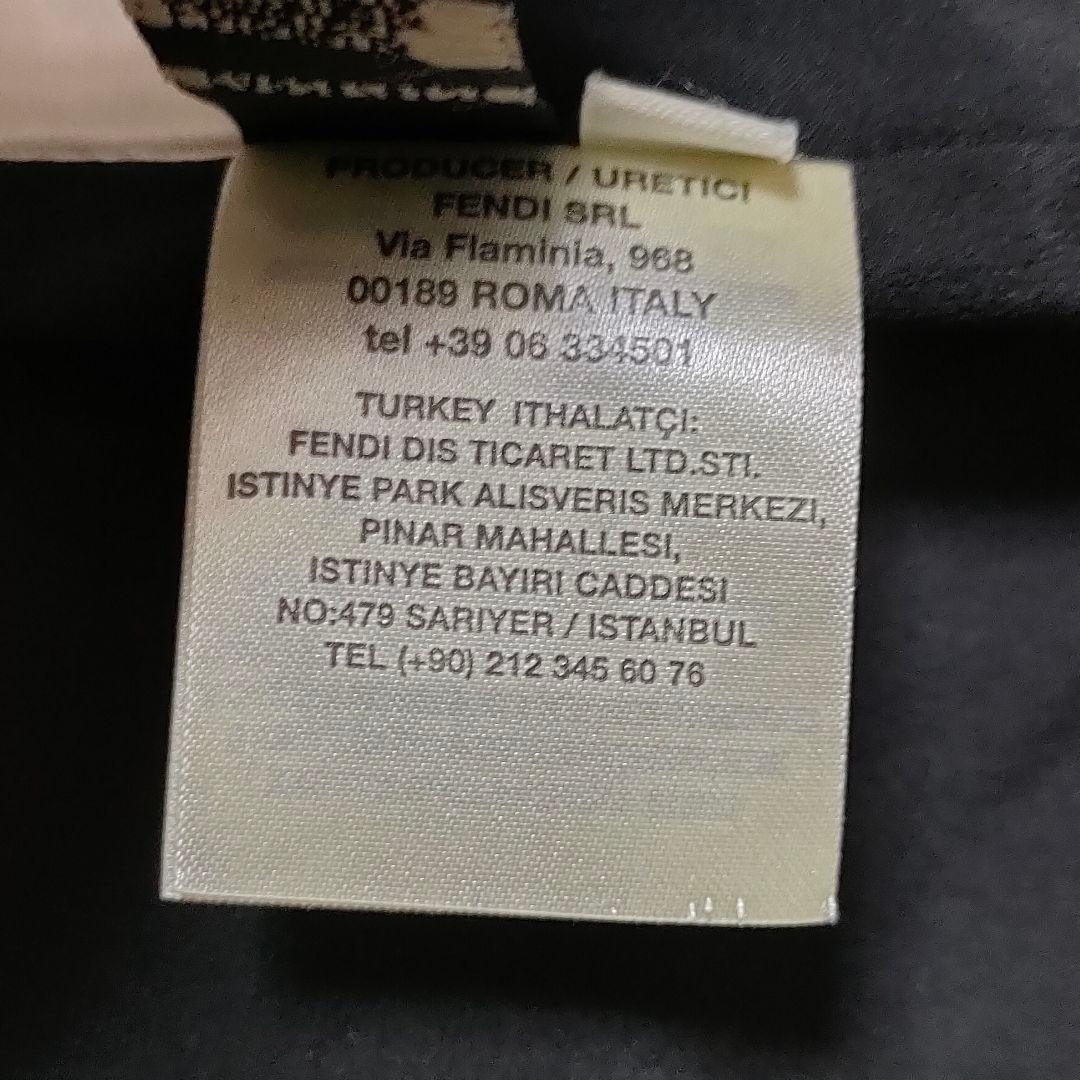 PRODUCER / URETICI
FENDI SRL
Via Flaminia, 968
00189 ROMA ITALY
tel +39 06 334501
TURKEY ITHALATÇI:
FENDI DIS TICARET LTD.STI.
ISTINYE PARK ALISVERIS MERKEZI,
PINAR MAHALLESI,
ISTINYE BAYIRI CADDESI
NO:479 SARIYER / ISTANBUL
TEL (+90) 212 345 60 76